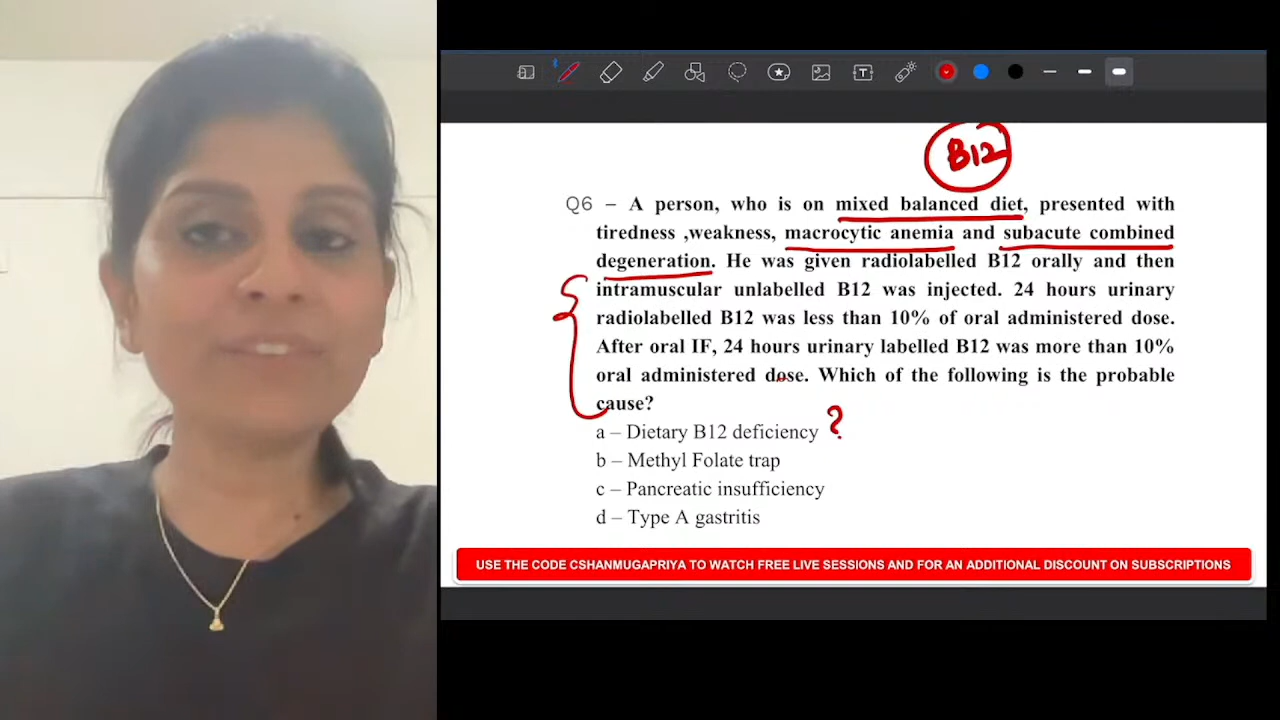 B12
Q6 – A person, who is on mixed balanced diet, presented with
tiredness ,weakness, macrocytic anemia and subacute combined
degeneration. He was given radiolabelled B12 orally and then
intramuscular unlabelled B12 was injected. 24 hours urinary
radiolabelled B12 was less than 10% of oral administered dose.
After oral IF, 24 hours urinary labelled B12 was more than 10%
oral administered dose. Which of the following is the probable
cause?
a – Dietary B12 deficiency ?
b – Methyl Folate trap
c – Pancreatic insufficiency
d – Type A gastritis
USE THE CODE CSHANMUGAPRIYA TO WATCH FREE LIVE SESSIONS AND FOR AN ADDITIONAL DISCOUNT ON SUBSCRIPTIONS